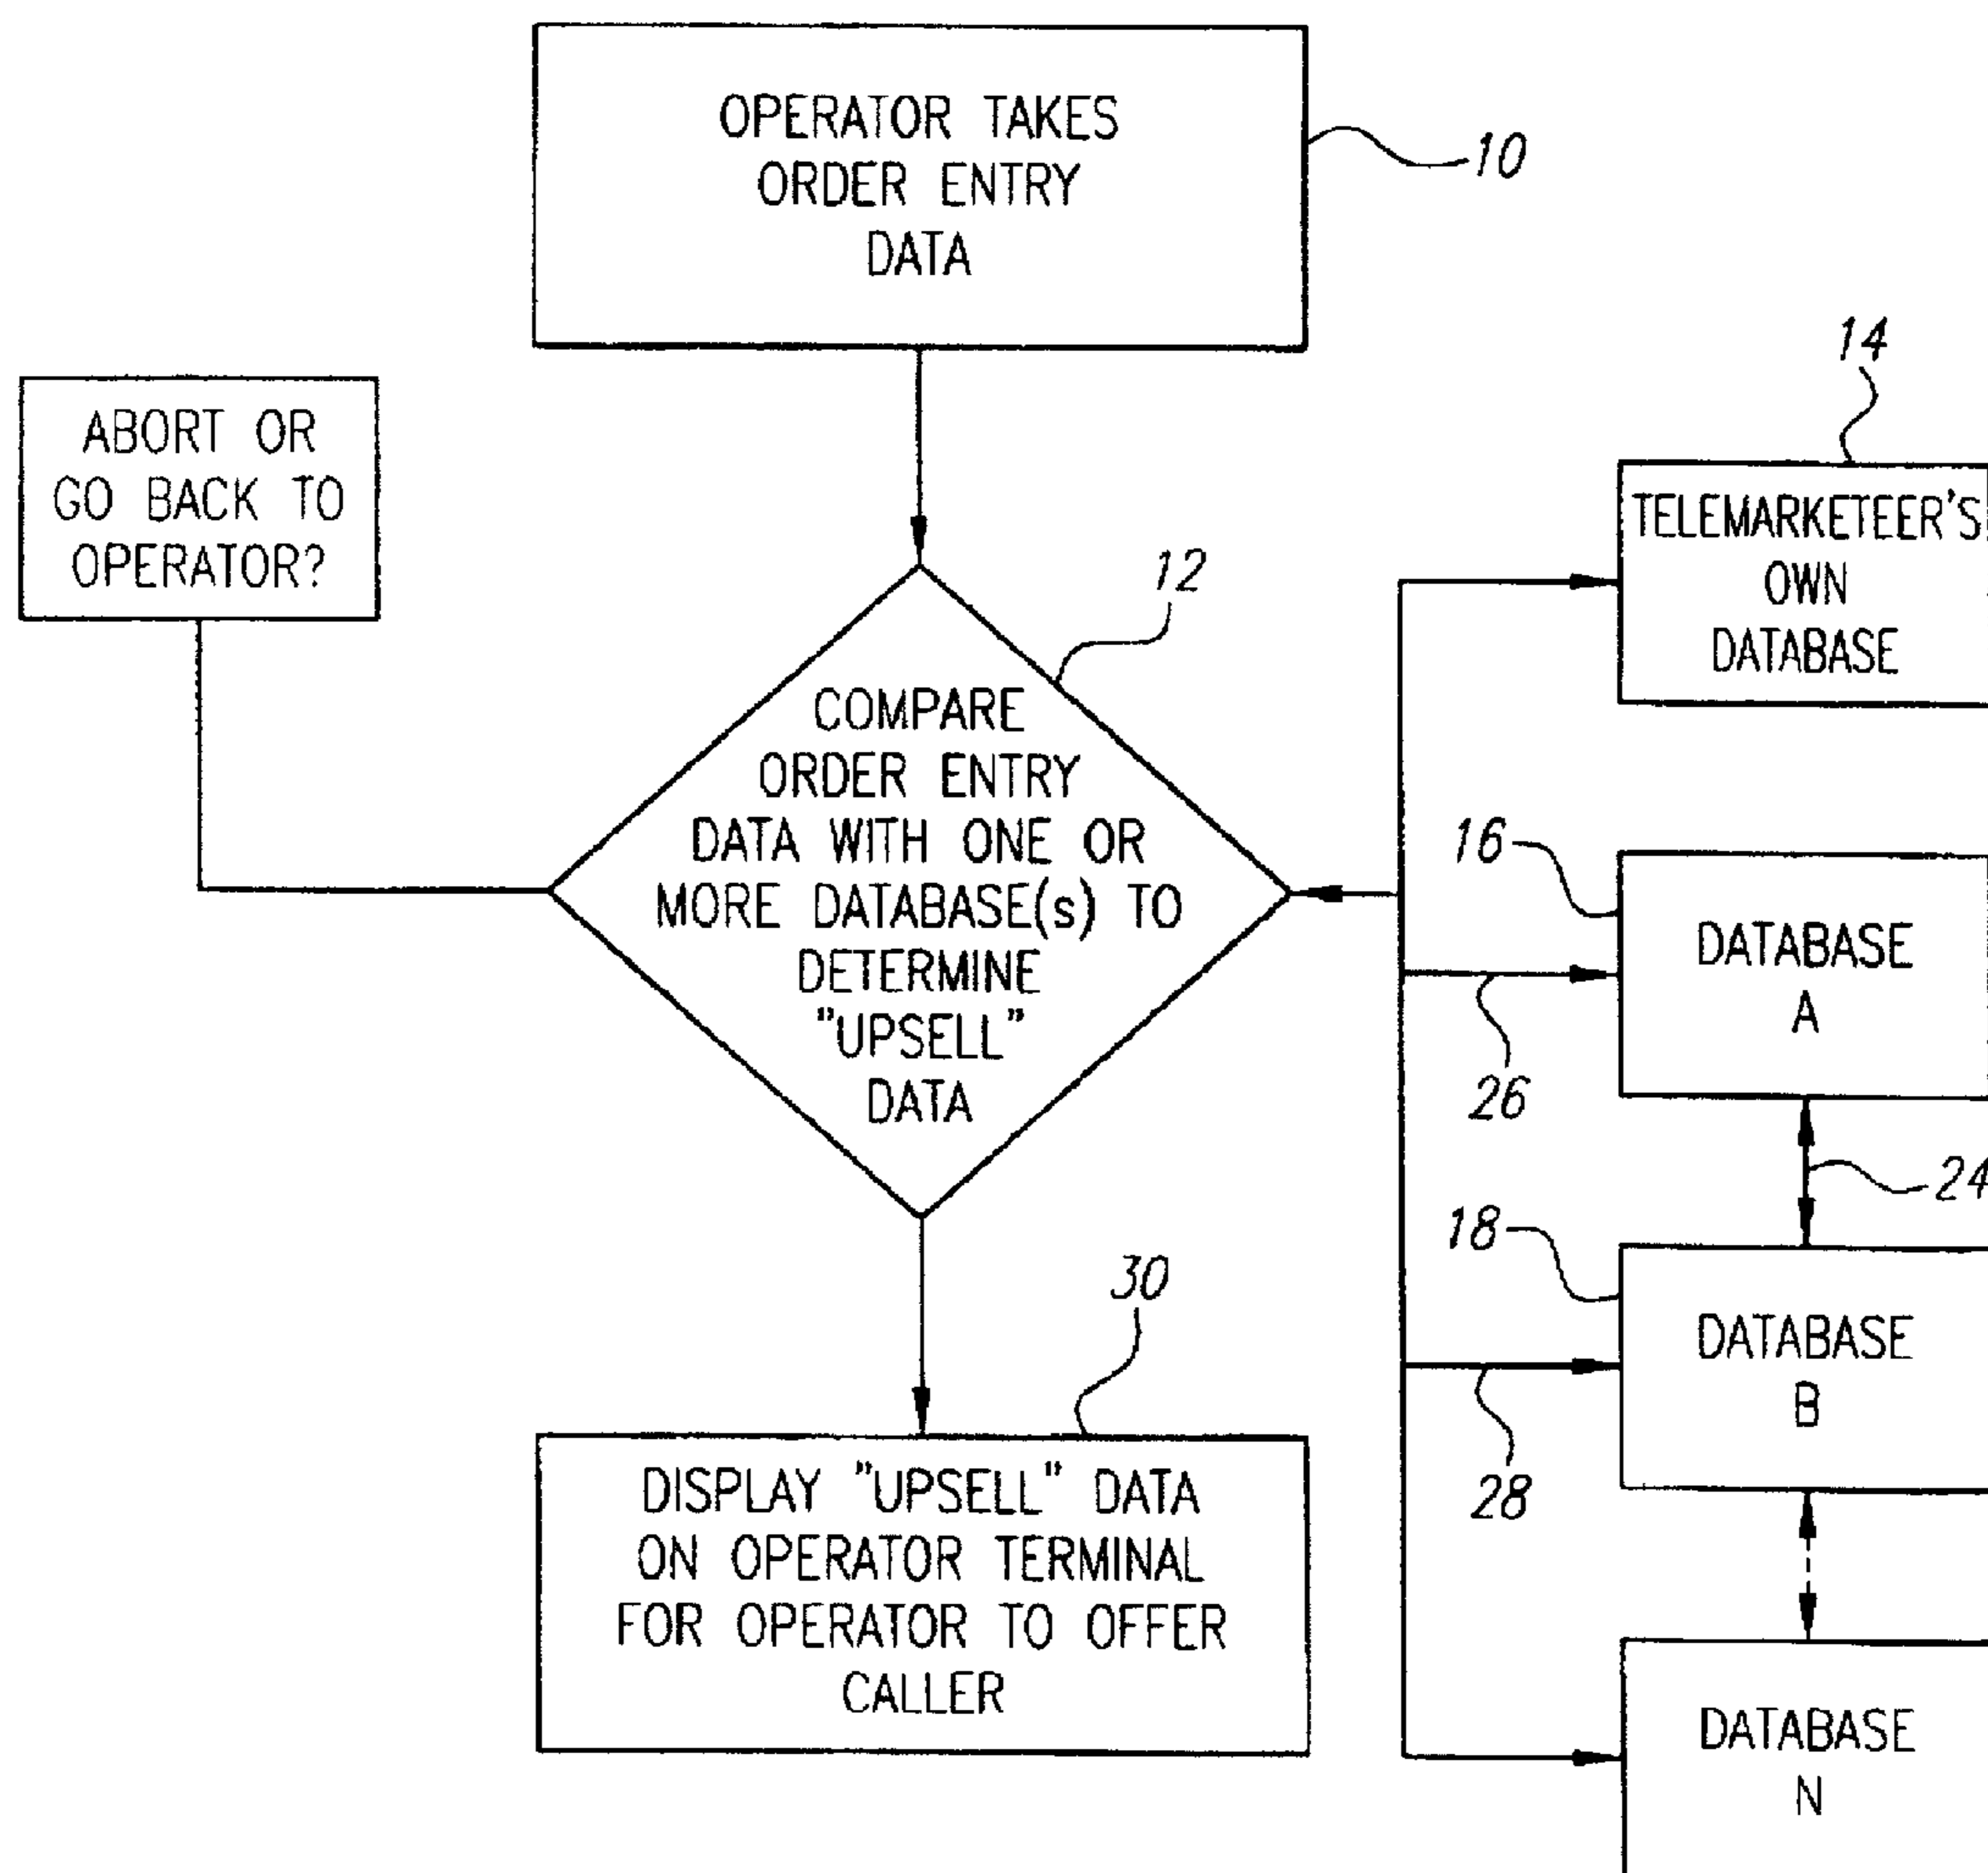 OPERATOR TAKES
ORDER ENTRY
DATA
10
ABORT OR
GO BACK TO
OPERATOR?
12
COMPARE
ORDER ENTRY
DATA WITH ONE OR
MORE DATABASE(s) TO
DETERMINE
"UPSELL"
DATA
14
TELEMARKETEER'S
OWN
DATABASE
16
DATABASE
A
26
24
18
DATABASE
B
28
30
DISPLAY "UPSELL" DATA
ON OPERATOR TERMINAL
FOR OPERATOR TO OFFER
CALLER
DATABASE
N